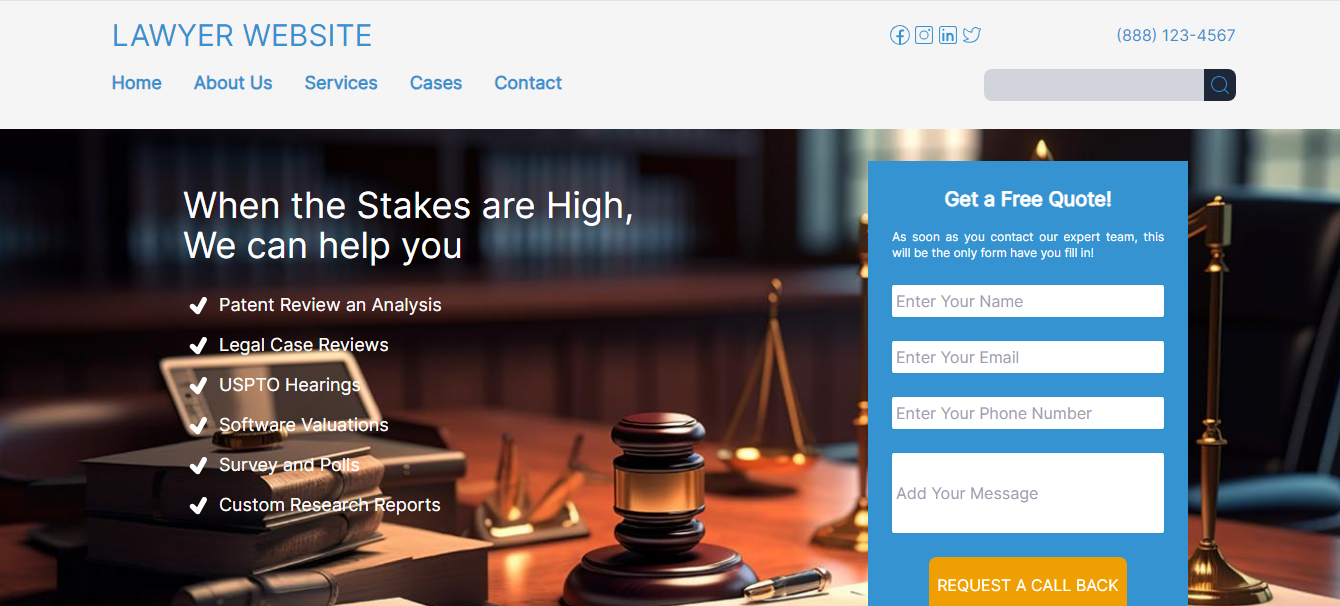 LAWYER WEBSITE
(888) 123-4567
Home About Us Services Cases Contact
When the Stakes are High,
We can help you
Patent Review an Analysis
Legal Case Reviews
USPTO Hearings
Software Valuations
Survey and Polls
Custom Research Reports
Get a Free Quote!
As soon as you contact our expert team, this
will be the only form have you fill in!
Enter Your Name
Enter Your Email
Enter Your Phone Number
Add Your Message
REQUEST A CALL BACK